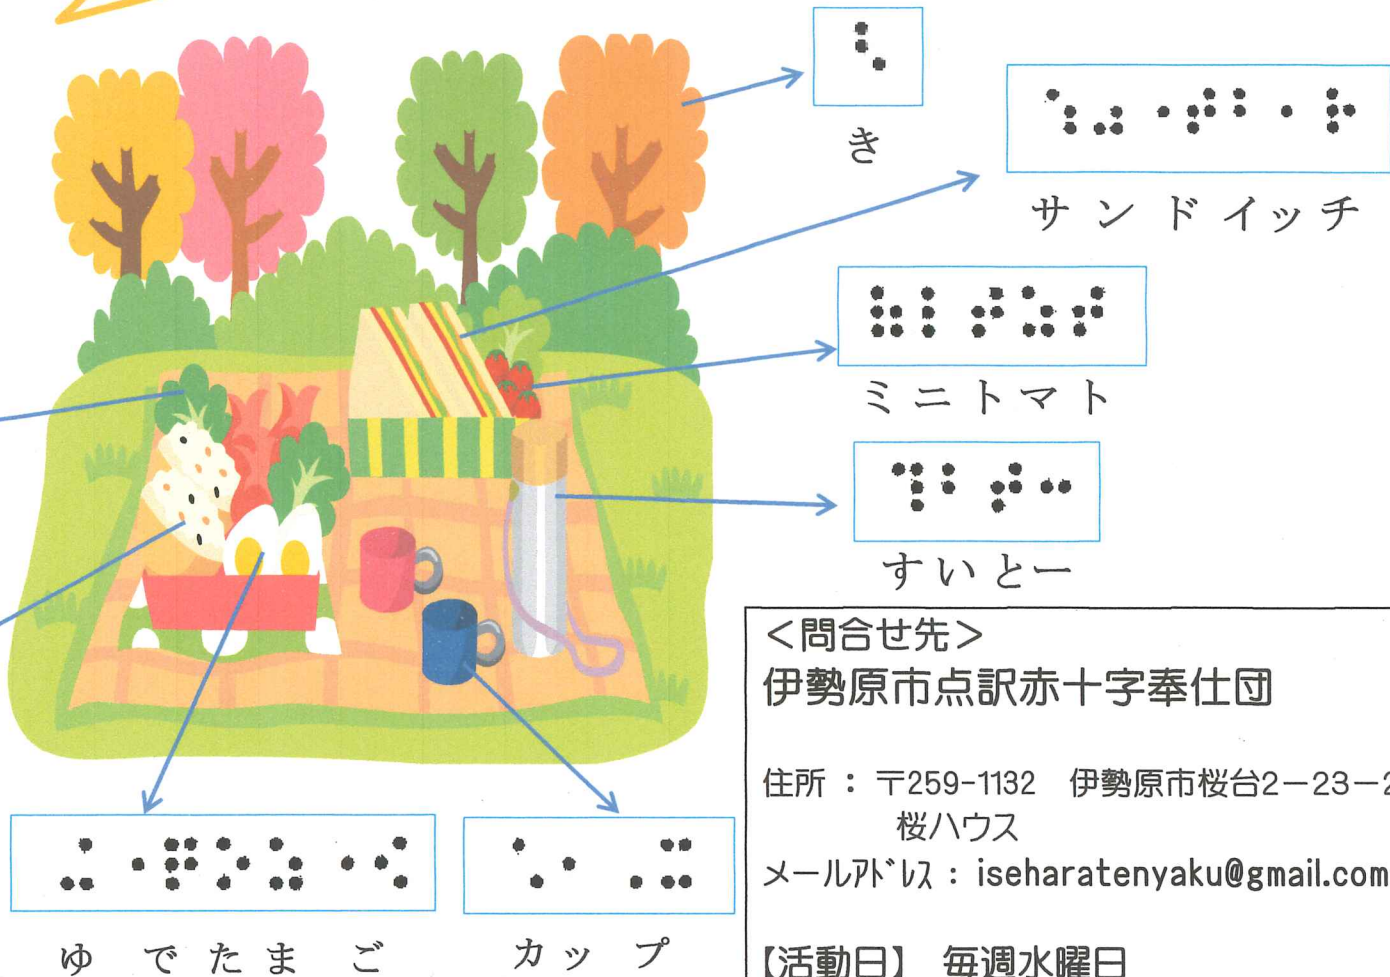 き
サンドイッチ
ミニトマト
すいとー
ゆでたまご
カップ
＜問合せ先＞
伊勢原市点訳赤十字奉仕団
住所：〒259-1132　伊勢原市桜台2－23－2
桜ハウス
メールアドレス：iseharatenyaku@gmail.com
【活動日】　毎週水曜日